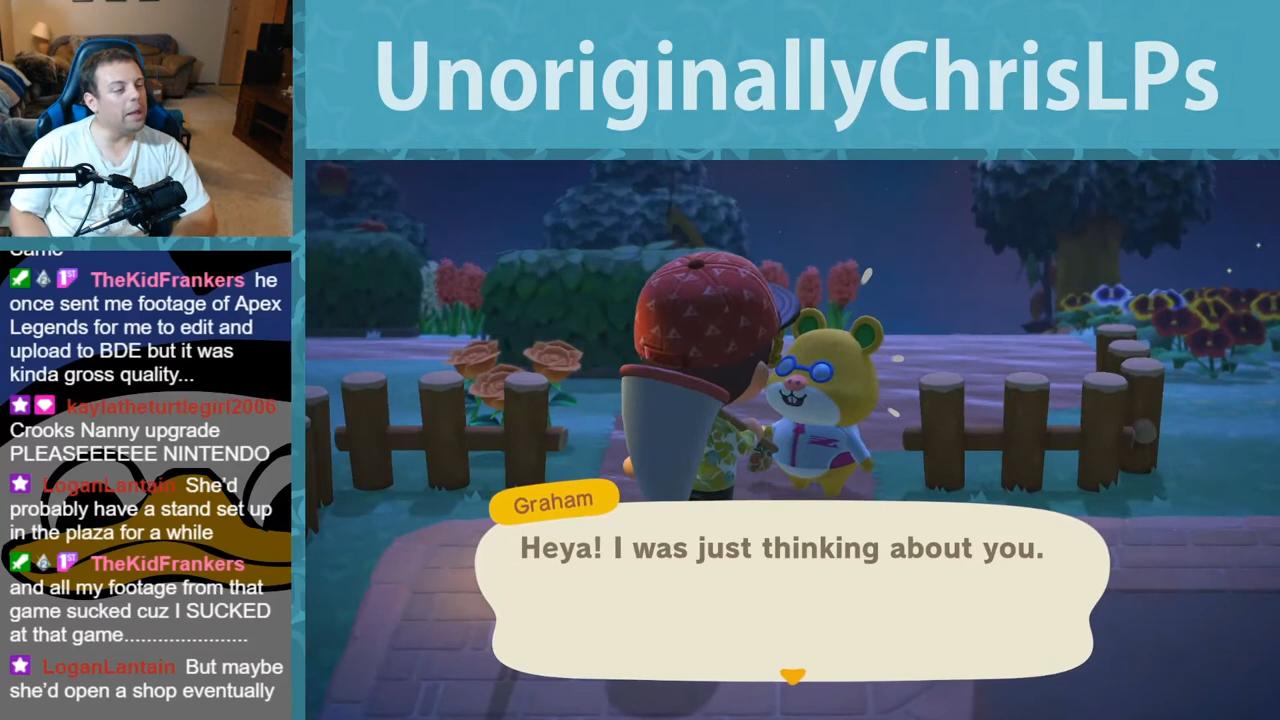 UnoriginallyChrisLPs
Same
TheKidFrankers he
once sent me footage of Apex
Legends for me to edit and
upload to BDE but it was
kinda gross quality...
kaylatheturtlegirl2006
Crooks Nanny upgrade
PLEASEEEEEE NINTENDO
LoganLantain She'd
probably have a stand set up
in the plaza for a while
TheKidFrankers
and all my footage from that
game sucked cuz I SUCKED
at that game......................
LoganLantain But maybe
she'd open a shop eventually
Graham
Heya! I was just thinking about you.